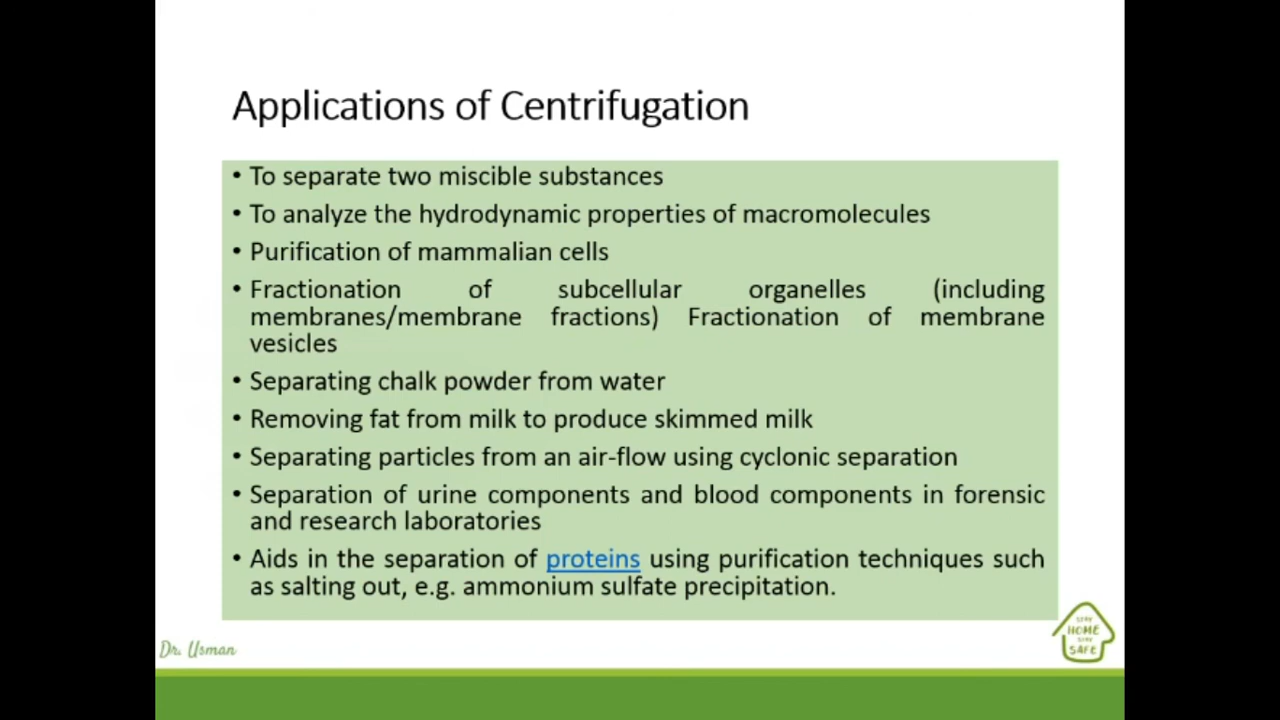 Applications of Centrifugation
• To separate two miscible substances
• To analyze the hydrodynamic properties of macromolecules
• Purification of mammalian cells
• Fractionation of subcellular organelles (including
membranes/membrane fractions) Fractionation of membrane
vesicles
• Separating chalk powder from water
• Removing fat from milk to produce skimmed milk
• Separating particles from an air-flow using cyclonic separation
• Separation of urine components and blood components in forensic
and research laboratories
• Aids in the separation of proteins using purification techniques such
as salting out, e.g. ammonium sulfate precipitation.
Dr. Usman
STAY
HOME
STAY
SAFE